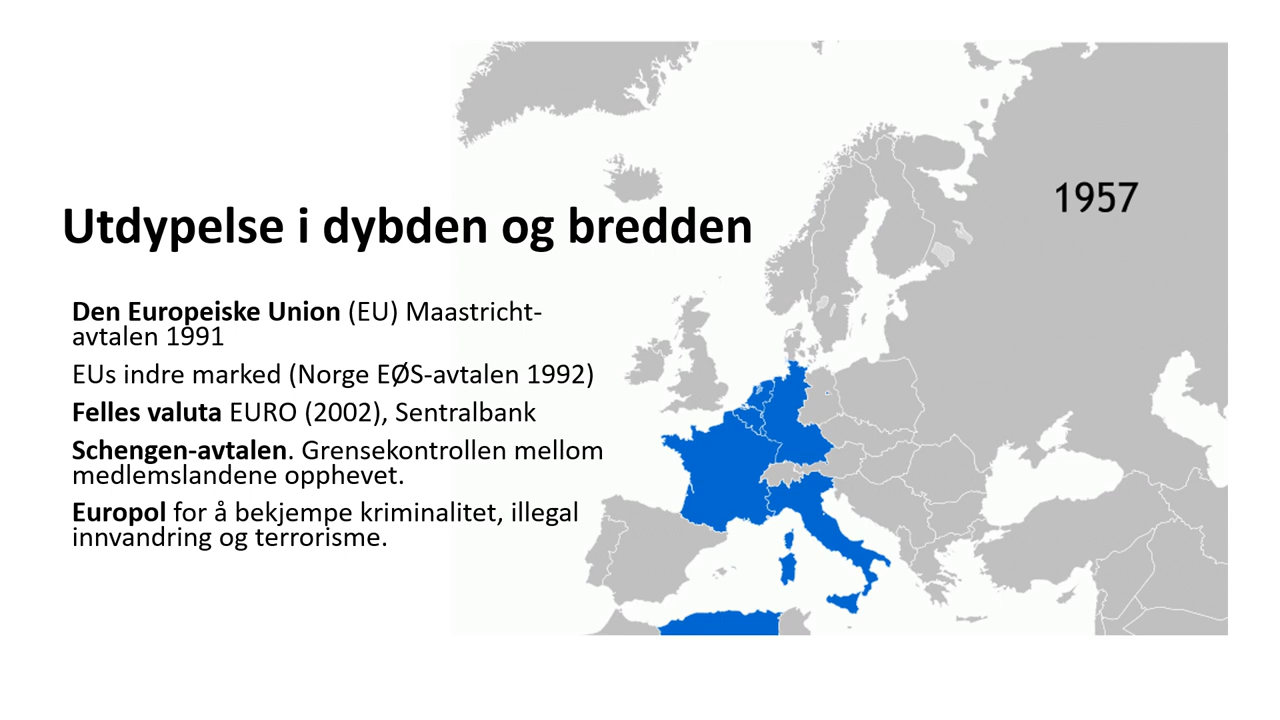 1957
Utdypelse i dybden og bredden
Den Europeiske Union (EU) Maastricht-
avtalen 1991
EUs indre marked (Norge EØS-avtalen 1992)
Felles valuta EURO (2002), Sentralbank
Schengen-avtalen. Grensekontrollen mellom
medlemslandene opphevet.
Europol for å bekjempe kriminalitet, illegal
innvandring og terrorisme.